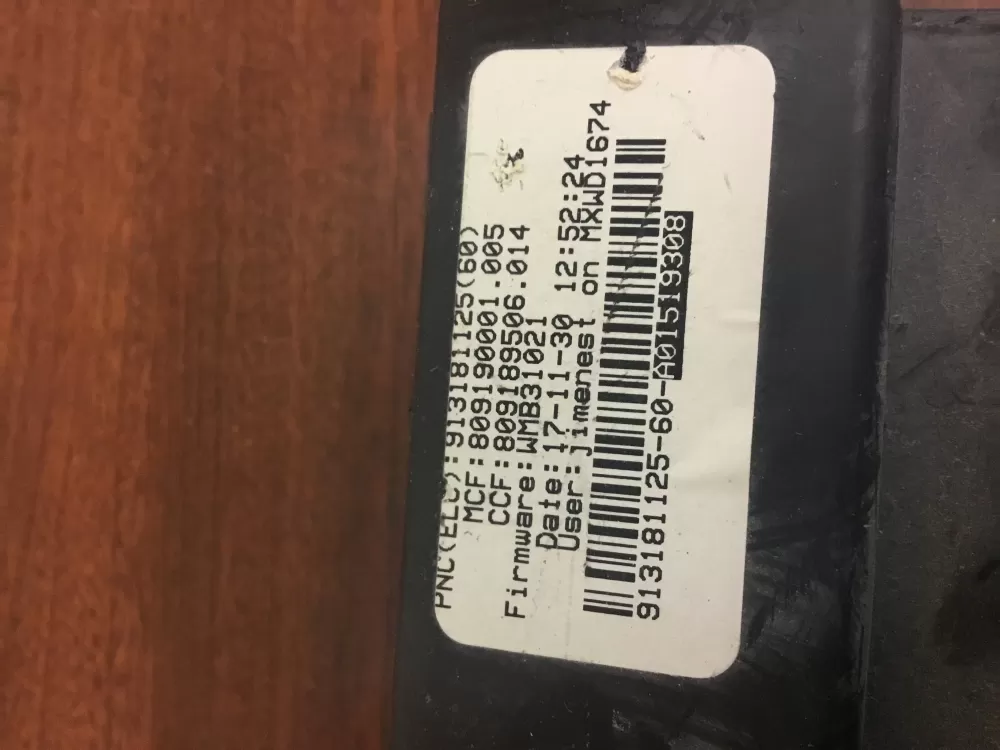 PNC(ELC):913181125(60)
MCF:809190001.005
CCF:809189506.014
Firmware:WMB31021
Date:17-11-30 12:52:24
User:jimenest on MXWD1674
913181125-60-A01519308